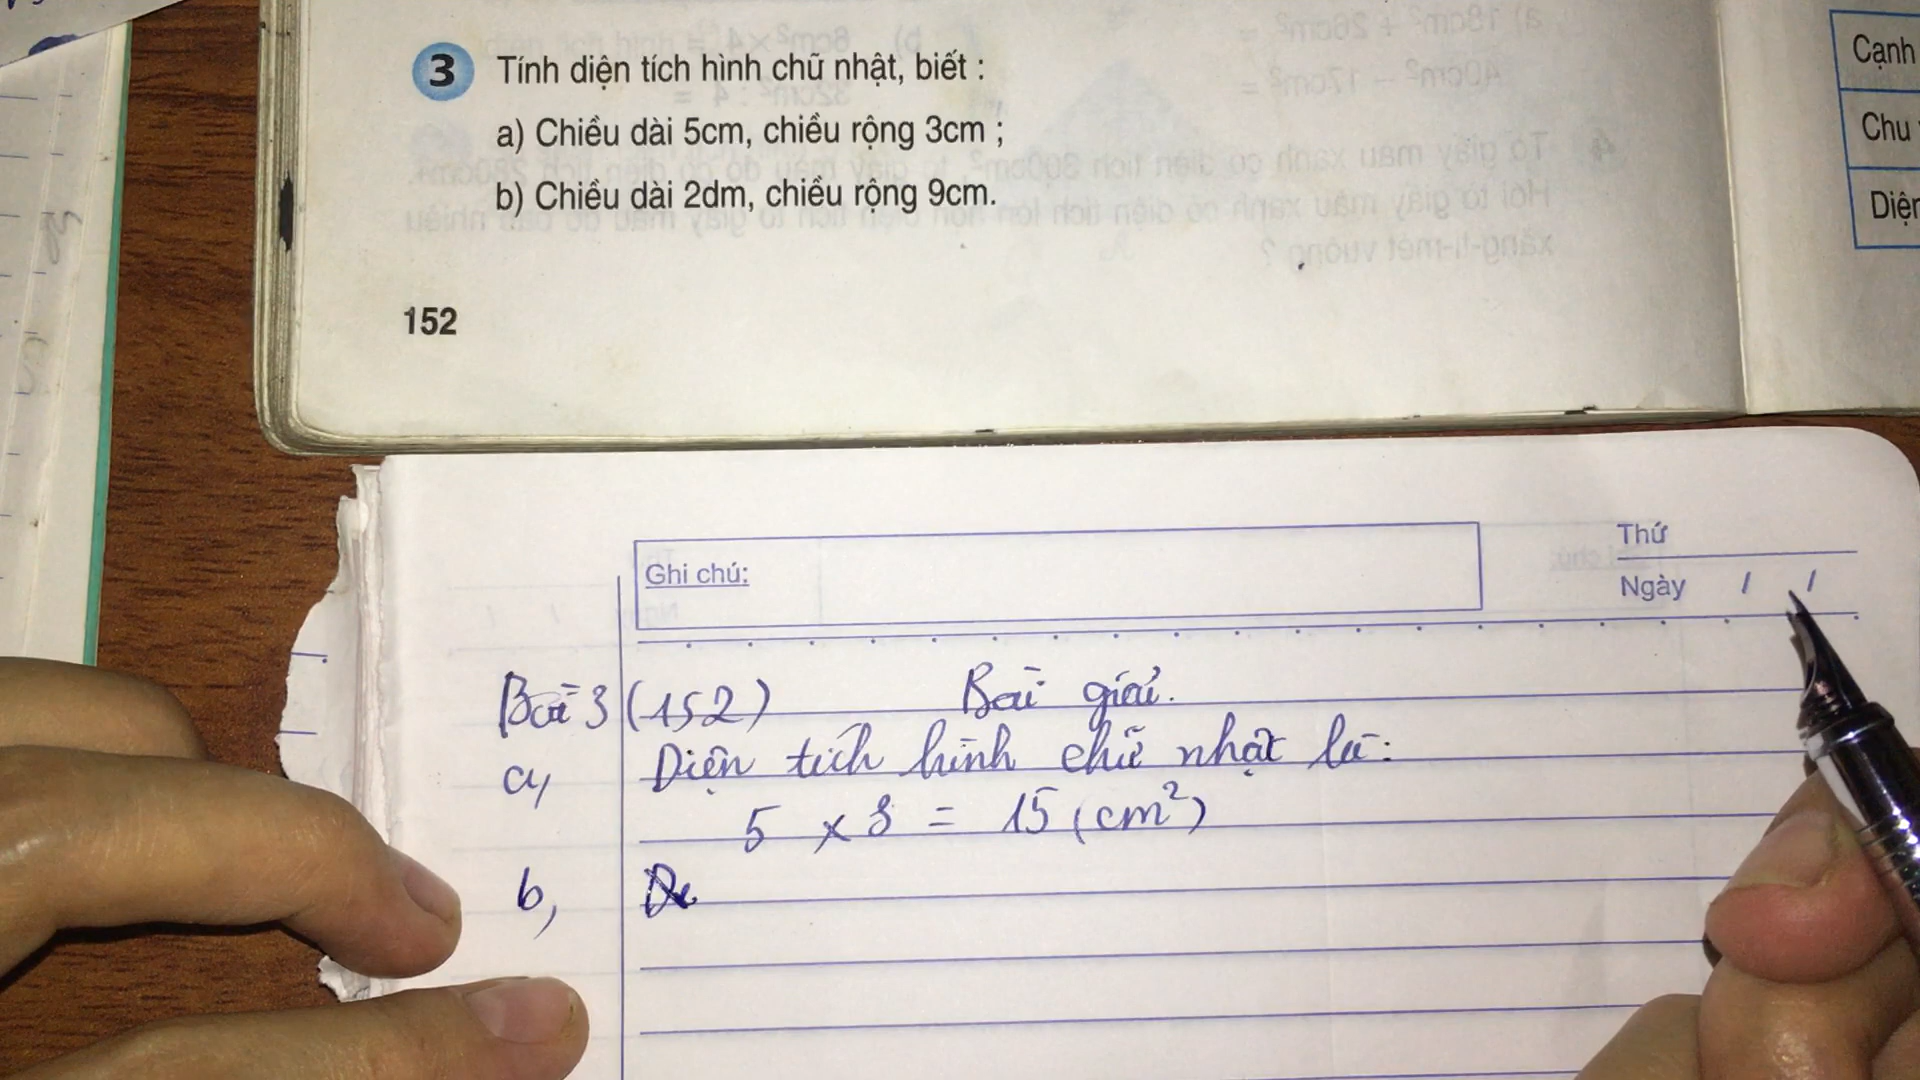 3 Tính diện tích hình chữ nhật, biết :
a) Chiều dài 5cm, chiều rộng 3cm ;
b) Chiều dài 2dm, chiều rộng 9cm.
152
Cạnh
Chu
Diện
Ghi chú:
Thứ
Ngày / /
Bài 3 (152) Bài giải.
a, Diện tích hình chữ nhật là:
5 x 3 = 15 (cm²)
b,